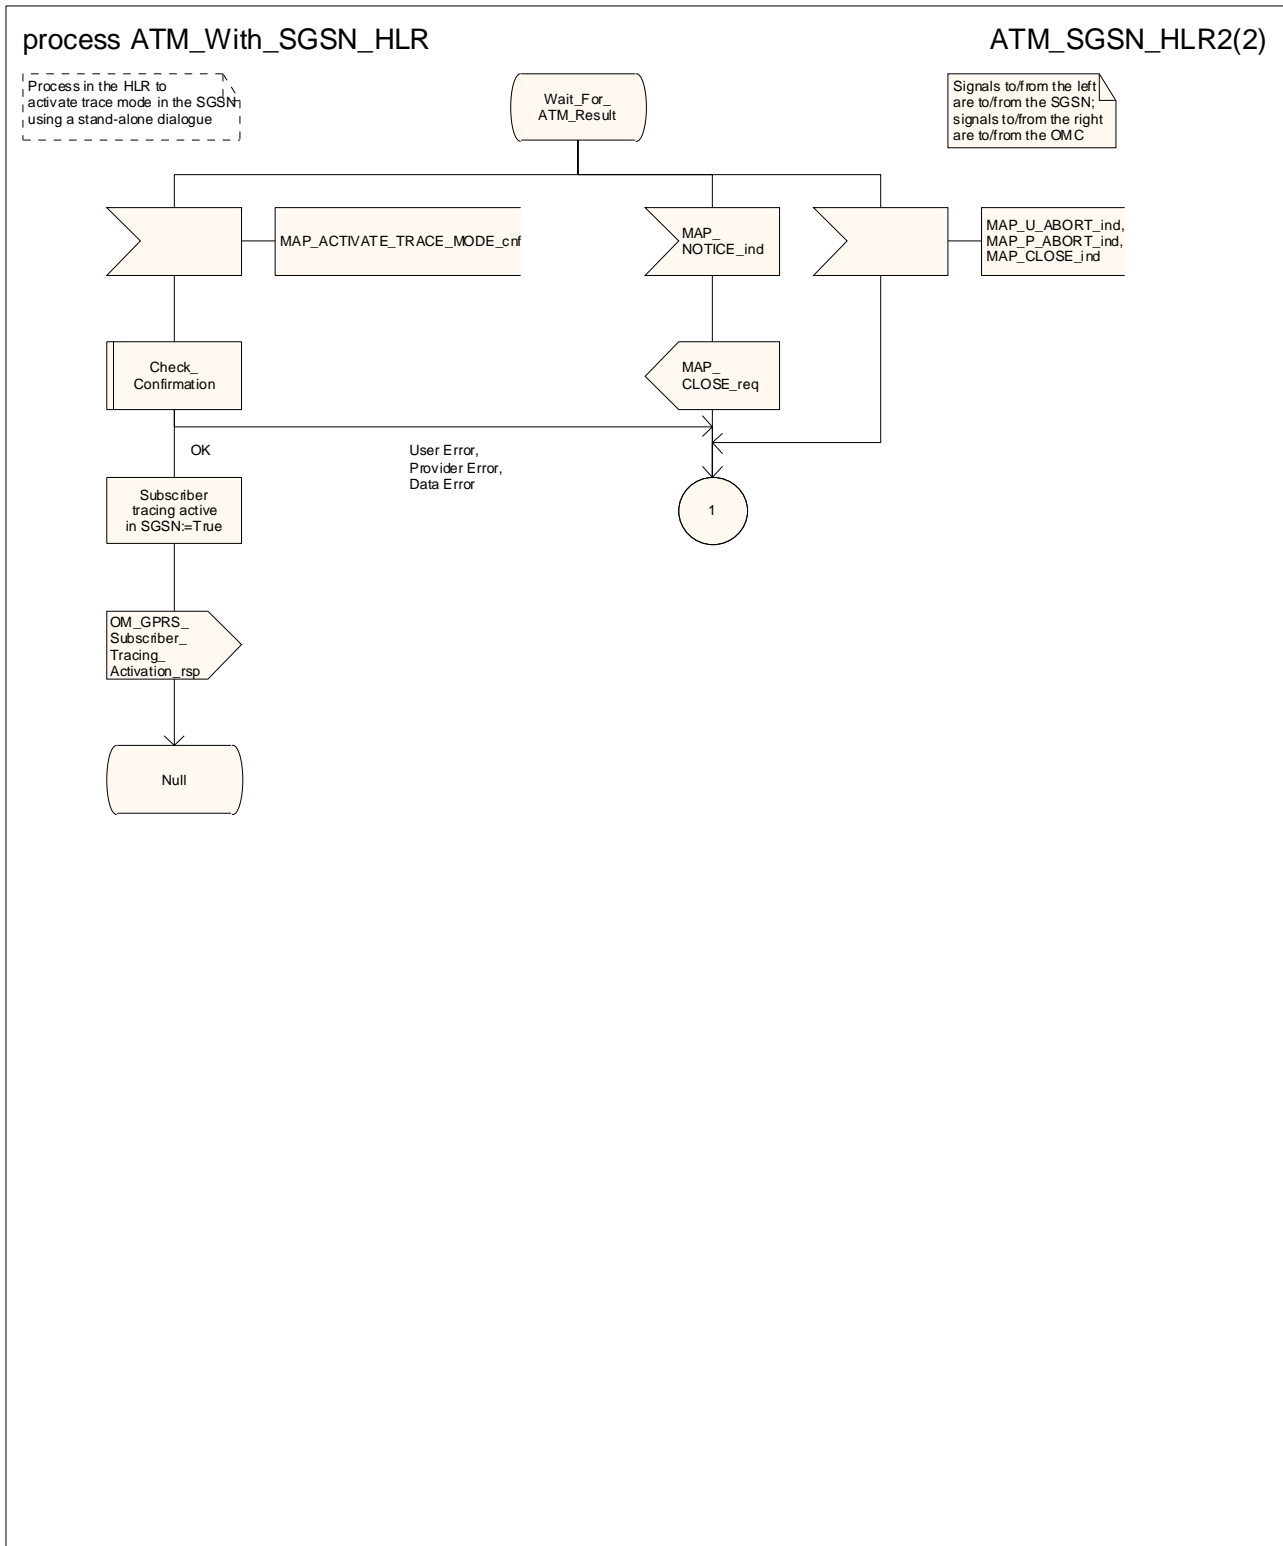 process ATM_With_SGSN_HLR
ATM_SGSN_HLR2(2)
Process in the HLR to
activate trace mode in the SGSN
using a stand-alone dialogue
Wait_For_
ATM_Result
Signals to/from the left
are to/from the SGSN;
signals to/from the right
are to/from the OMC
MAP_ACTIVATE_TRACE_MODE_cnf
MAP_
NOTICE_ind
MAP_U_ABORT_ind,
MAP_P_ABORT_ind,
MAP_CLOSE_ind
Check_
Confirmation
MAP_
CLOSE_req
OK
User Error,
Provider Error,
Data Error
Subscriber
tracing active
in SGSN:=True
1
OM_GPRS_
Subscriber_
Tracing_
Activation_rsp
Null